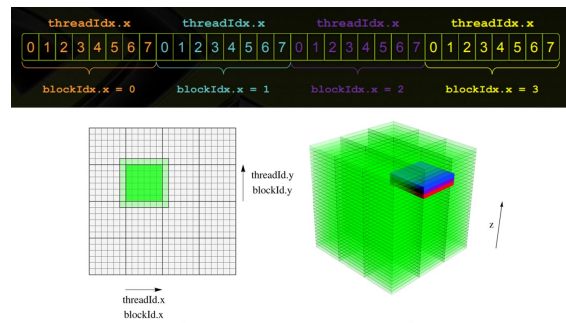 threadIdx.x threadIdx.x threadIdx.x threadIdx.x
0 1 2 3 4 5 6 7 0 1 2 3 4 5 6 7 0 1 2 3 4 5 6 7 0 1 2 3 4 5 6 7
blockIdx.x = 0 blockIdx.x = 1 blockIdx.x = 2 blockIdx.x = 3
threadId.y
blockId.y
z
threadId.x
blockId.x